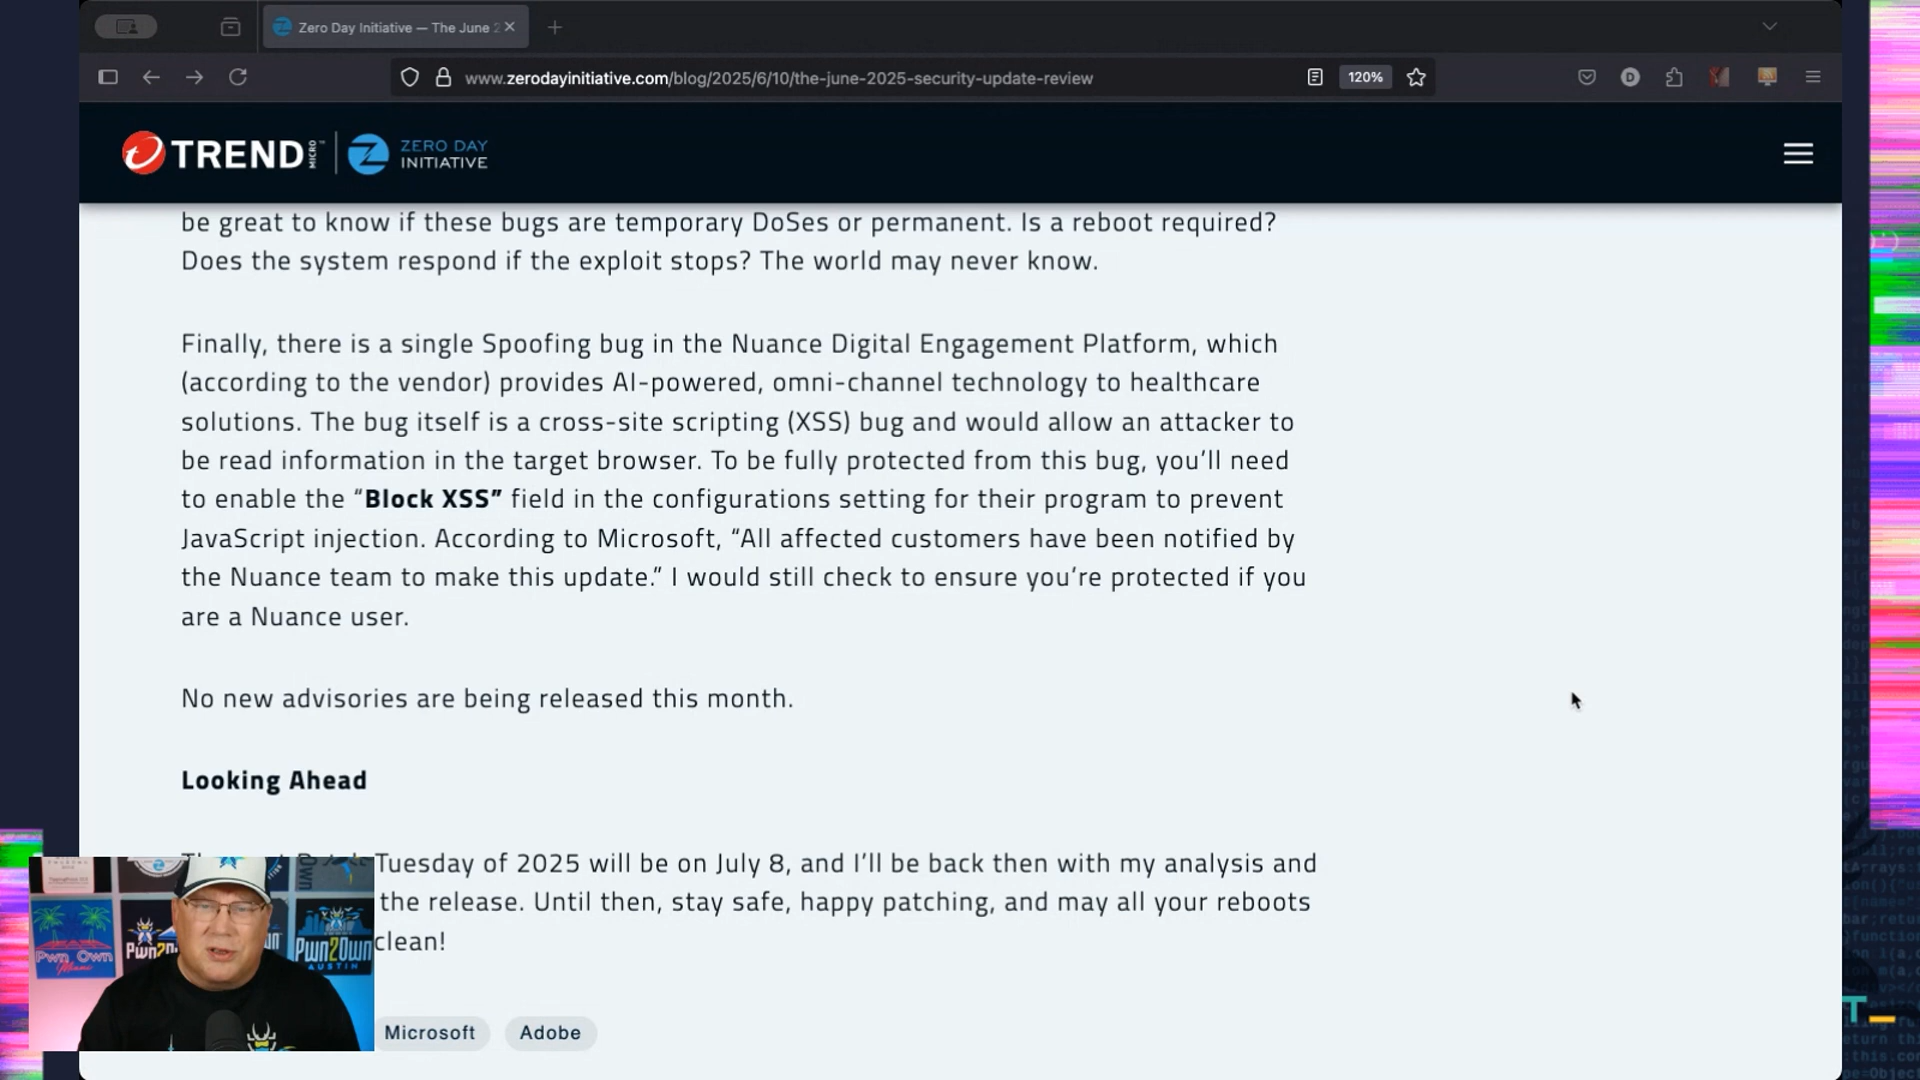 Zero Day Initiative — The June 2
www.zerodayinitiative.com/blog/2025/6/10/the-june-2025-security-update-review
120%
D
TREND MICRO
ZERO DAY
INITIATIVE
be great to know if these bugs are temporary DoSes or permanent. Is a reboot required?
Does the system respond if the exploit stops? The world may never know.
Finally, there is a single Spoofing bug in the Nuance Digital Engagement Platform, which
(according to the vendor) provides AI-powered, omni-channel technology to healthcare
solutions. The bug itself is a cross-site scripting (XSS) bug and would allow an attacker to
be read information in the target browser. To be fully protected from this bug, you’ll need
to enable the “Block XSS” field in the configurations setting for their program to prevent
JavaScript injection. According to Microsoft, “All affected customers have been notified by
the Nuance team to make this update.” I would still check to ensure you’re protected if you
are a Nuance user.
No new advisories are being released this month.
Looking Ahead
Tuesday of 2025 will be on July 8, and I’ll be back then with my analysis and
the release. Until then, stay safe, happy patching, and may all your reboots
clean!
Microsoft
Adobe
Pwn Own
Miami
Pwn2Own
Pwn2Own
AUSTIN
T_